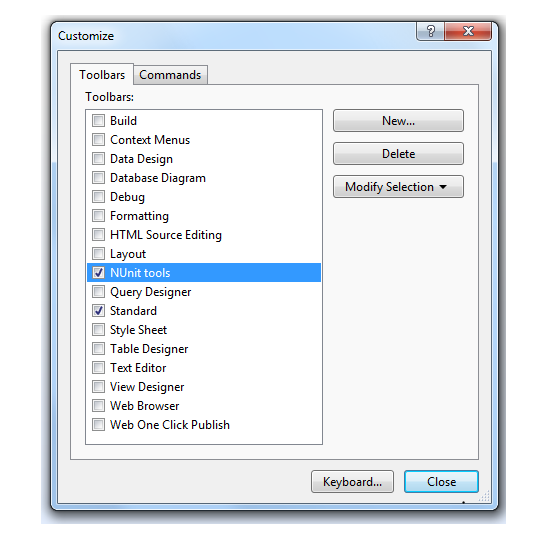 Customize
Toolbars Commands
Toolbars:
Build
Context Menus
Data Design
Database Diagram
Debug
Formatting
HTML Source Editing
Layout
NUnit tools
Query Designer
Standard
Style Sheet
Table Designer
Text Editor
View Designer
Web Browser
Web One Click Publish
New...
Delete
Modify Selection
Keyboard... Close